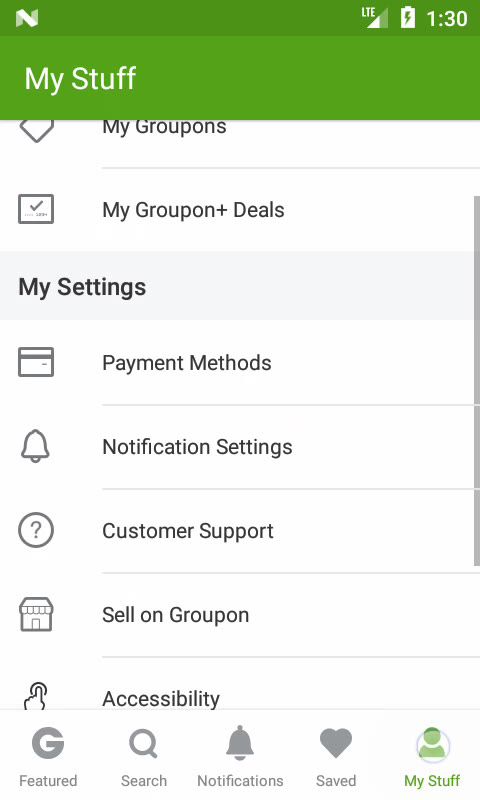 LTE 1:30
My Stuff
My Groupons
My Groupon+ Deals
My Settings
Payment Methods
Notification Settings
? Customer Support
Sell on Groupon
Accessibility
G
Featured Search Notifications Saved My Stuff